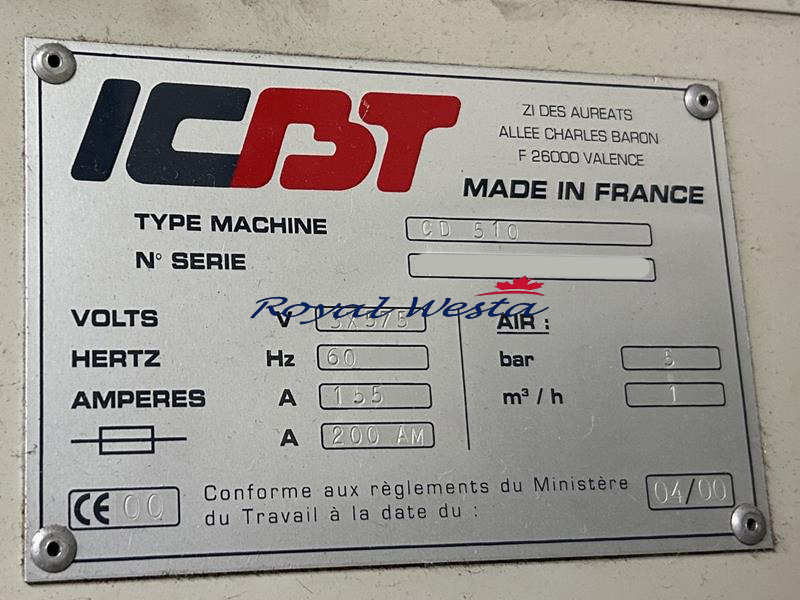 ICBT
ZI DES AUREATS
ALLEE CHARLES BARON
F 26000 VALENCE
MADE IN FRANCE
TYPE MACHINE CD 510
N° SERIE
Royal Westa
VOLTS V 3X575
HERTZ Hz 60
AMPERES A 155
A 200 AM
AIR :
bar 5
m³ / h 1
CE 00
Conforme aux règlements du Ministère
du Travail à la date du : 04/00